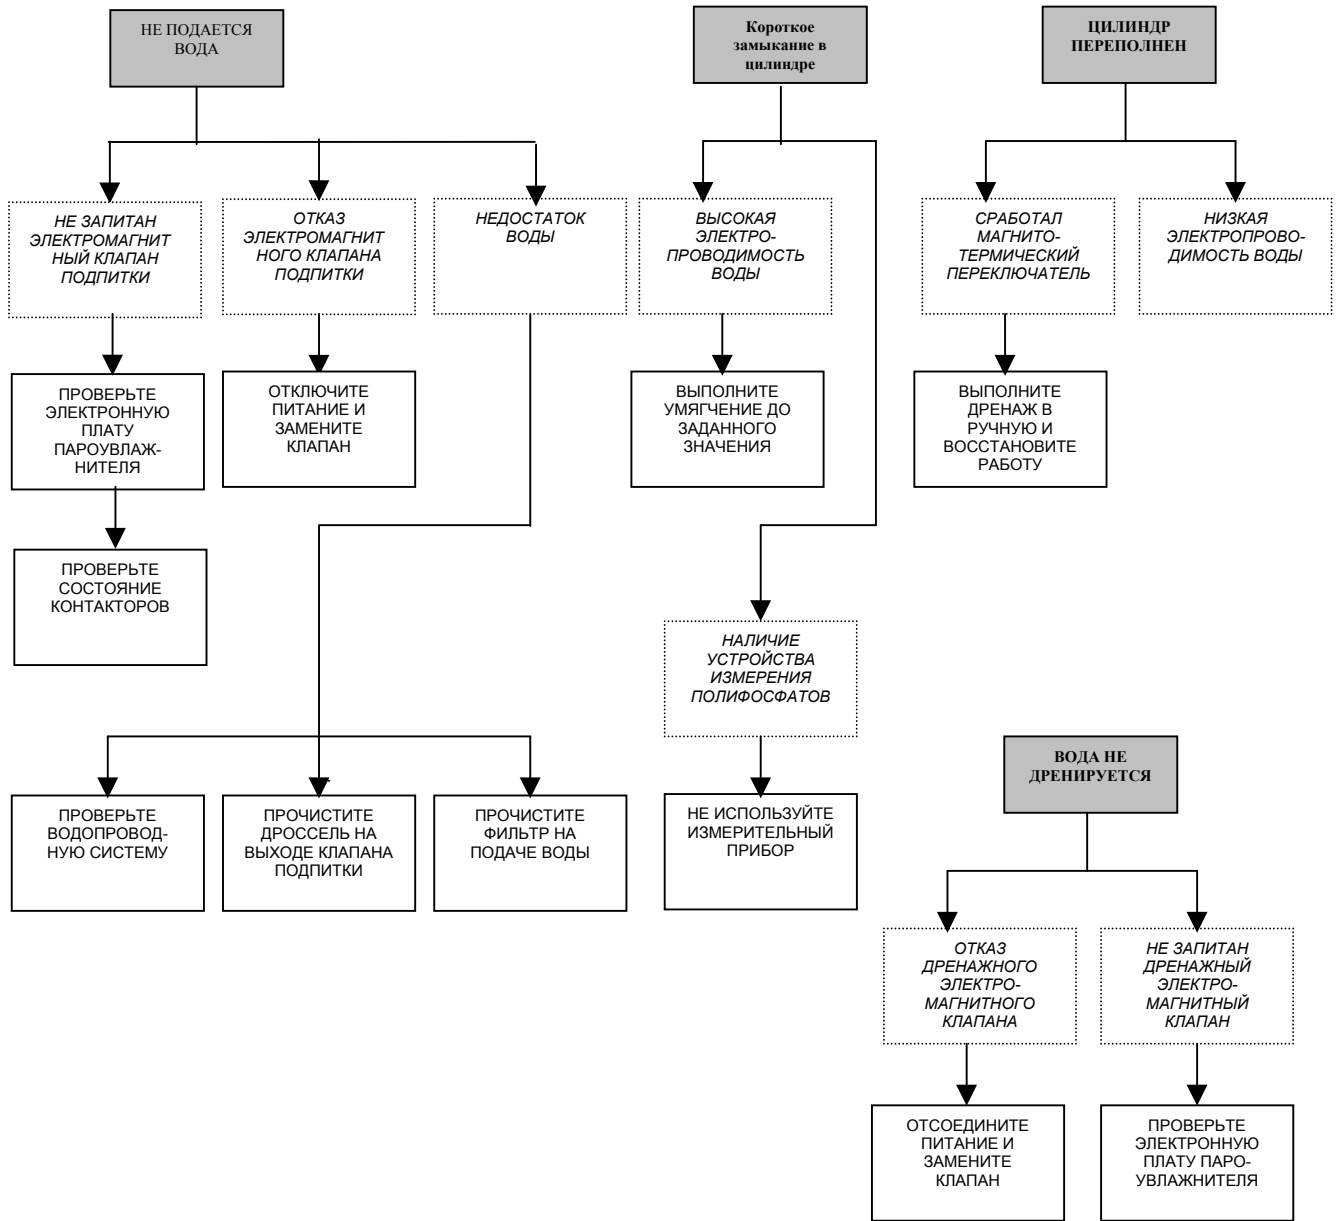 НЕ ПОДАЕТСЯ
ВОДА
Короткое
замыкание в
цилиндре
ЦИЛИНДР
ПЕРЕПОЛНЕН
НЕ ЗАПИТАН
ЭЛЕКТРОМАГНИТ
НЫЙ КЛАПАН
ПОДПИТКИ
ОТКАЗ
ЭЛЕКТРОМАГНИТ
НОГО КЛАПАНА
ПОДПИТКИ
НЕДОСТАТОК
ВОДЫ
ВЫСОКАЯ
ЭЛЕКТРО-
ПРОВОДИМОСТЬ
ВОДЫ
СРАБОТАЛ
МАГНИТО-
ТЕРМИЧЕСКИЙ
ПЕРЕКЛЮЧАТЕЛЬ
НИЗКАЯ
ЭЛЕКТРОПРОВО-
ДИМОСТЬ ВОДЫ
ПРОВЕРЬТЕ
ЭЛЕКТРОННУЮ
ПЛАТУ
ПАРОУВЛАЖ-
НИТЕЛЯ
ОТКЛЮЧИТЕ
ПИТАНИЕ И
ЗАМЕНИТЕ
КЛАПАН
ВЫПОЛНИТЕ
УМЯГЧЕНИЕ ДО
ЗАДАННОГО
ЗНАЧЕНИЯ
ВЫПОЛНИТЕ
ДРЕНАЖ В
РУЧНУЮ И
ВОССТАНОВИТЕ
РАБОТУ
ПРОВЕРЬТЕ
СОСТОЯНИЕ
КОНТАКТОРОВ
НАЛИЧИЕ
УСТРОЙСТВА
ИЗМЕРЕНИЯ
ПОЛИФОСФАТОВ
ВОДА НЕ
ДРЕНИРУЕТСЯ
ПРОВЕРЬТЕ
ВОДОПРОВОД-
НУЮ СИСТЕМУ
ПРОЧИСТИТЕ
ДРОССЕЛЬ НА
ВЫХОДЕ КЛАПАНА
ПОДПИТКИ
ПРОЧИСТИТЕ
ФИЛЬТР НА
ПОДАЧЕ ВОДЫ
НЕ ИСПОЛЬЗУЙТЕ
ИЗМЕРИТЕЛЬНЫЙ
ПРИБОР
ОТКАЗ
ДРЕНАЖНОГО
ЭЛЕКТРО-
МАГНИТНОГО
КЛАПАНА
НЕ ЗАПИТАН
ДРЕНАЖНЫЙ
ЭЛЕКТРО-
МАГНИТНЫЙ
КЛАПАН
ОТСОЕДИНИТЕ
ПИТАНИЕ И
ЗАМЕНИТЕ
КЛАПАН
ПРОВЕРЬТЕ
ЭЛЕКТРОННУЮ
ПЛАТУ ПАРО-
УВЛАЖНИТЕЛЯ